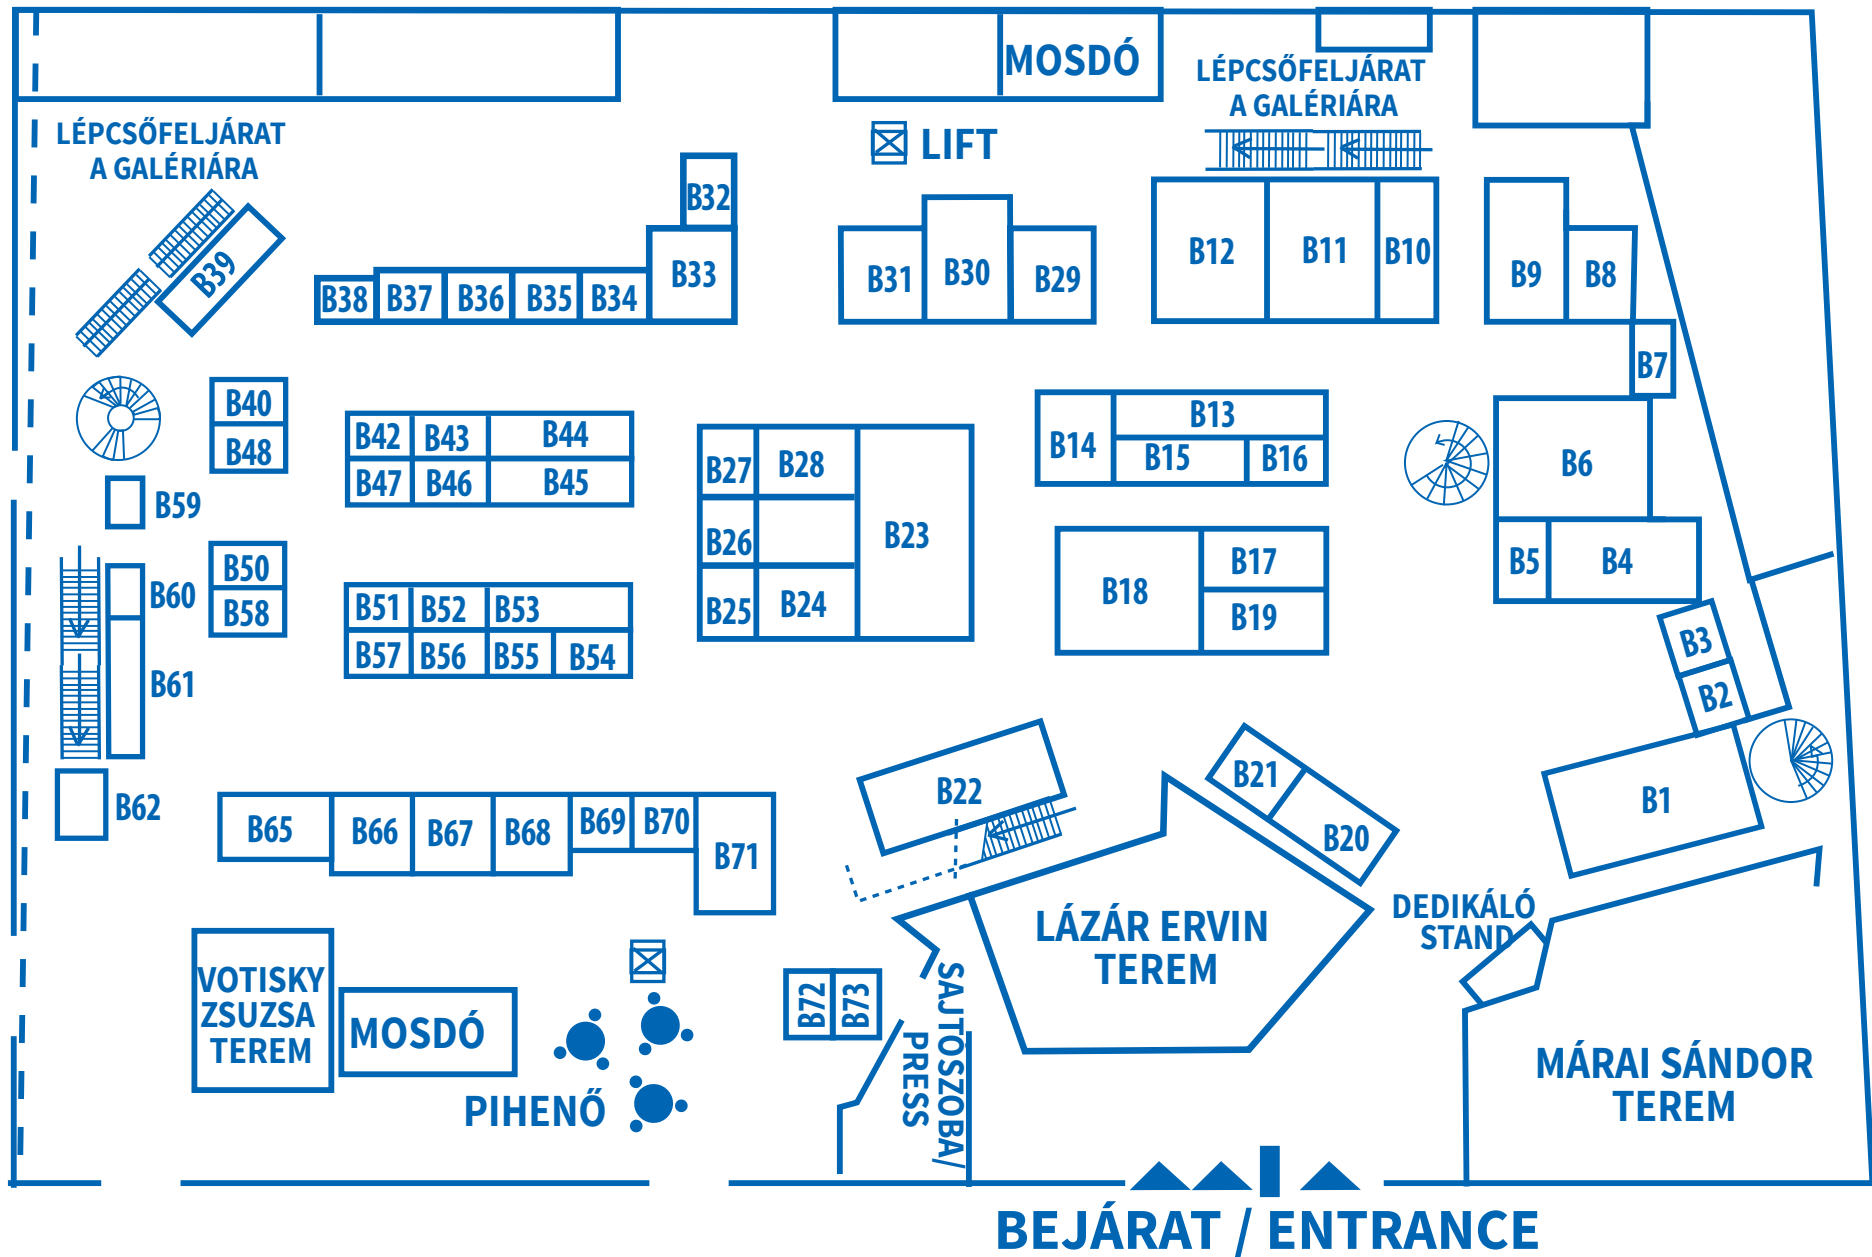 MOSDÓ
LÉPCSŐFELJÁRAT
A GALÉRIÁRA
LÉPCSŐFELJÁRAT
A GALÉRIÁRA
LIFT
B32
B33
B38
B37
B36
B35
B34
B39
B31
B30
B29
B12
B11
B10
B9
B8
B7
B40
B48
B42
B43
B44
B47
B46
B45
B59
B27
B28
B26
B23
B25
B24
B14
B13
B15
B16
B6
B5
B4
B18
B17
B19
B50
B58
B60
B61
B51
B52
B53
B57
B56
B55
B54
B3
B2
B1
B62
B65
B66
B67
B68
B69
B70
B71
B22
B21
B20
LÁZÁR ERVIN
TEREM
DEDIKÁLÓ
STAND
VOTISKY
ZSUZSA
TEREM
MOSDÓ
PIHENŐ
B72
B73
SAJTÓSZOBA/
PRESS
MÁRAI SÁNDOR
TEREM
BEJÁRAT / ENTRANCE